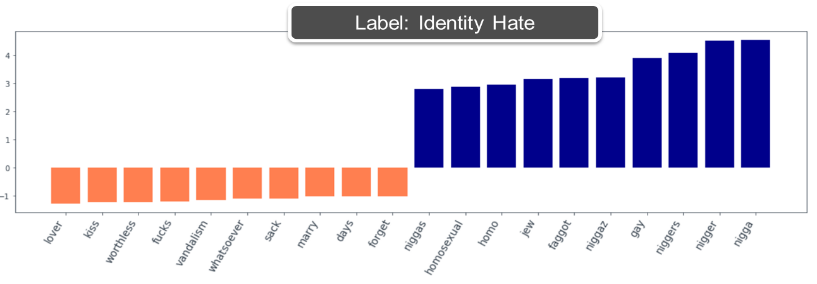 Label: Identity Hate
4
3
2
1
0
−1
lover
kiss
worthless
fucks
vandalism
whatsoever
sack
marry
days
forget
niggas
homosexual
homo
jew
faggot
niggaz
gay
niggers
nigger
nigga